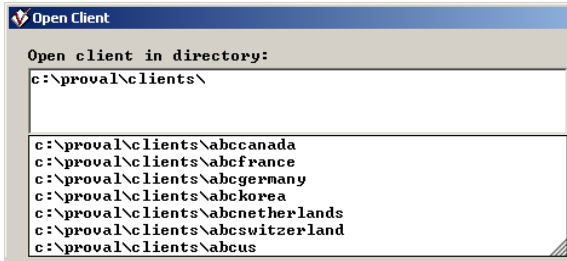 Open Client
Open client in directory:
c:\proval\clients\
c:\proval\clients\abccanada
c:\proval\clients\abcfrance
c:\proval\clients\abcgermany
c:\proval\clients\abckorea
c:\proval\clients\abcnetherlands
c:\proval\clients\abcswitzerland
c:\proval\clients\abcus